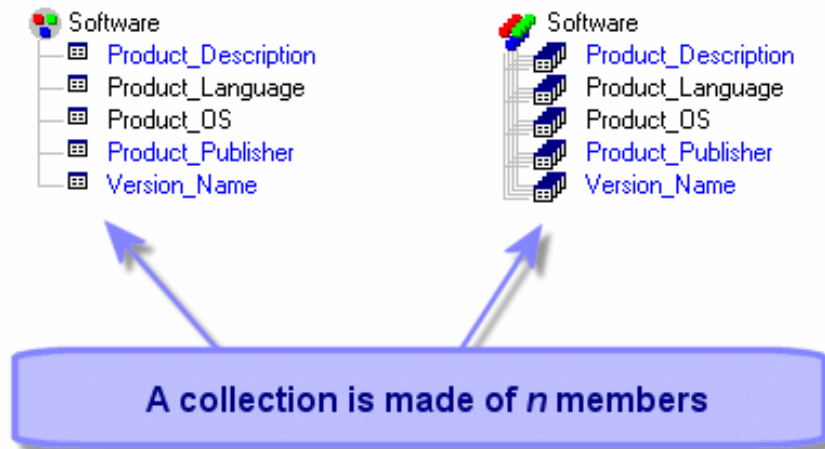 Software
Product_Description
Product_Language
Product_OS
Product_Publisher
Version_Name
Software
Product_Description
Product_Language
Product_OS
Product_Publisher
Version_Name
A collection is made of n members